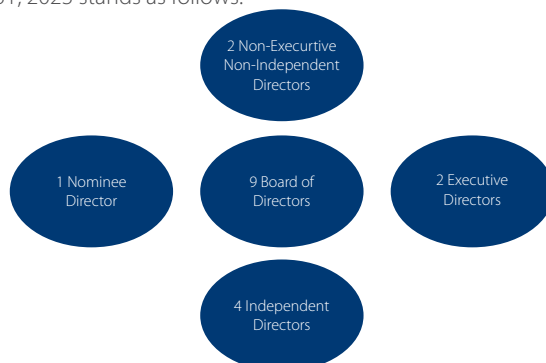 31, 2023 stands as follows:
2 Non-Execurtive
Non-Independent
Directors
1 Nominee
Director
9 Board of
Directors
2 Executive
Directors
4 Independent
Directors